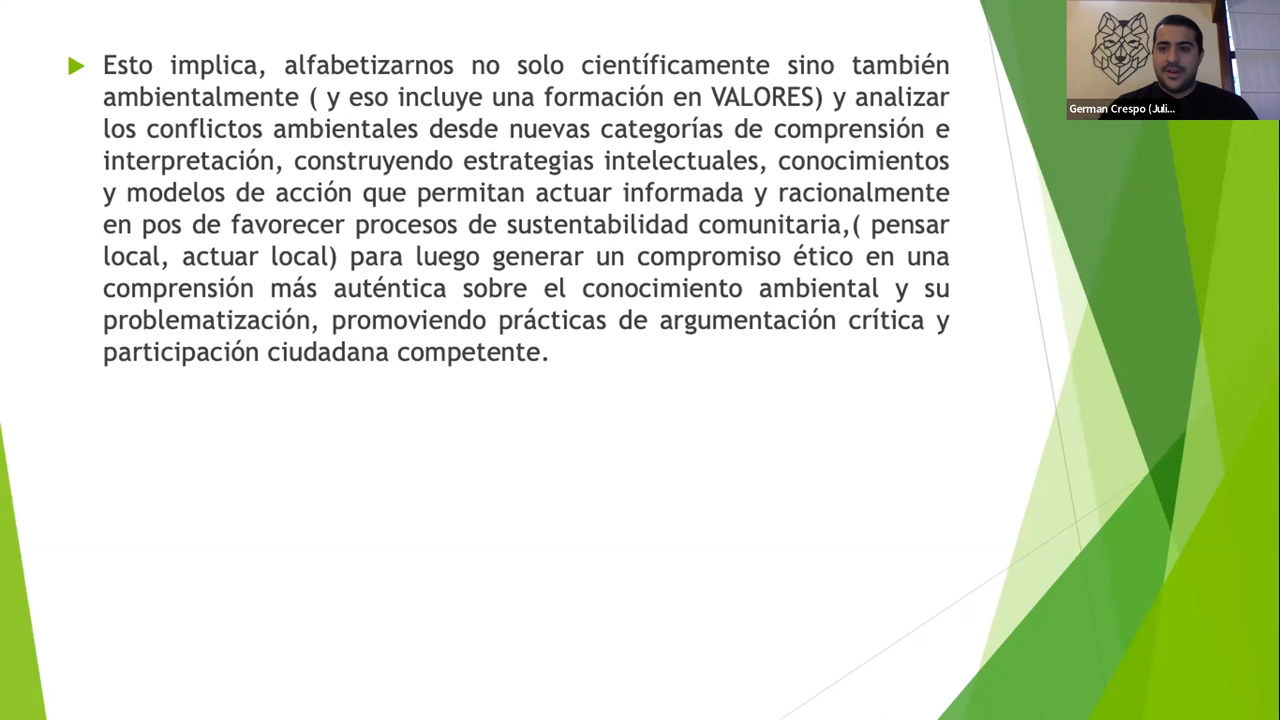 Esto implica, alfabetizarnos no solo científicamente sino también
ambientalmente ( y eso incluye una formación en VALORES) y analizar
los conflictos ambientales desde nuevas categorías de comprensión e
interpretación, construyendo estrategias intelectuales, conocimientos
y modelos de acción que permitan actuar informada y racionalmente
en pos de favorecer procesos de sustentabilidad comunitaria,( pensar
local, actuar local) para luego generar un compromiso ético en una
comprensión más auténtica sobre el conocimiento ambiental y su
problematización, promoviendo prácticas de argumentación crítica y
participación ciudadana competente.
German Crespo (Juli...